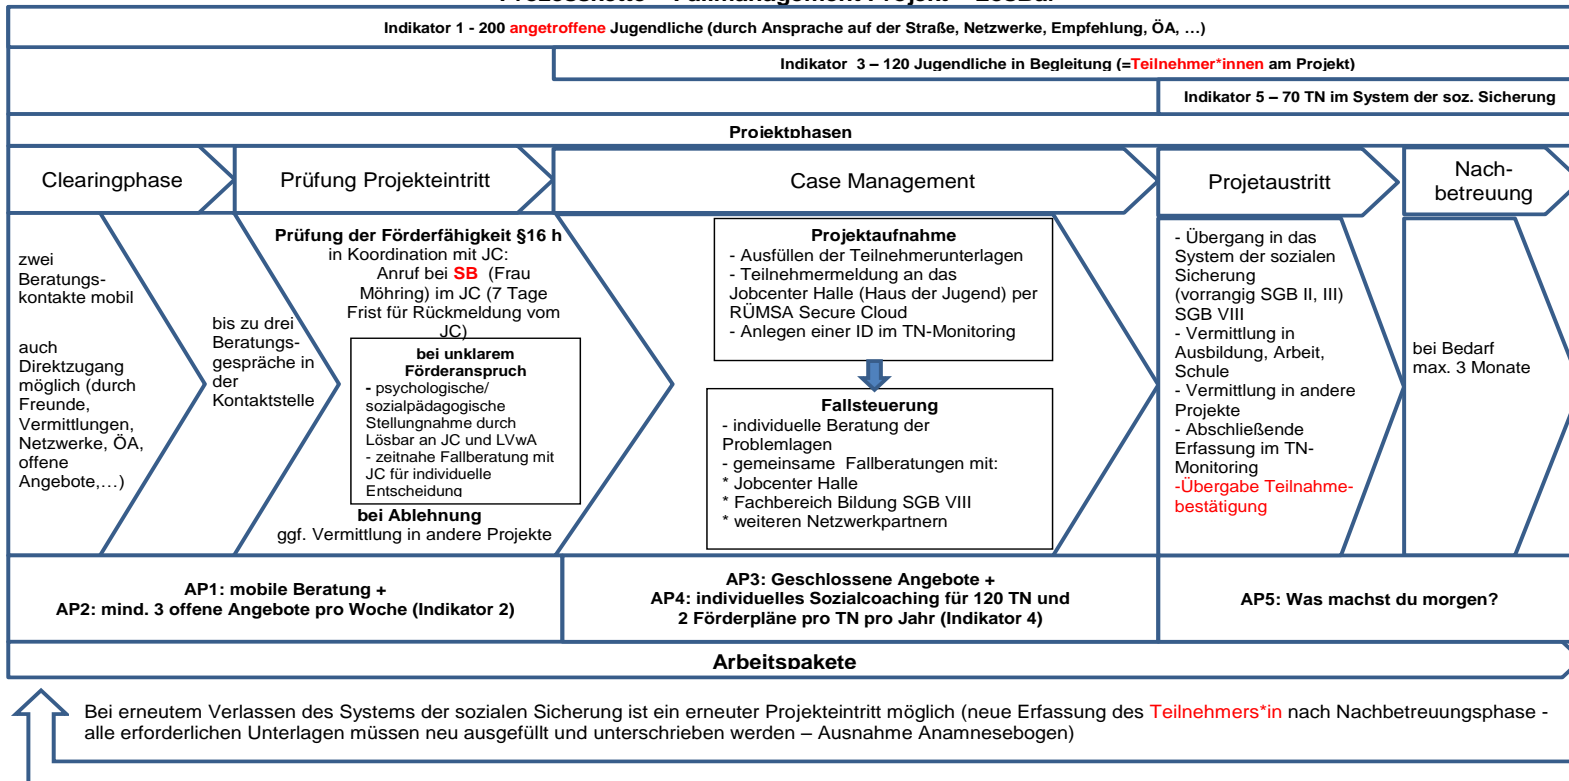 Prozesskette – Fallmanagement Projekt – LösBar
Indikator 1 - 200 angetroffene Jugendliche (durch Ansprache auf der Straße, Netzwerke, Empfehlung, ÖA, …)
Indikator 3 – 120 Jugendliche in Begleitung (=Teilnehmer*innen am Projekt)
Indikator 5 – 70 TN im System der soz. Sicherung
Projektphasen
Clearingphase
Prüfung Projekteintritt
Case Management
Projetaustritt
Nach-
betreuung
zwei
Beratungs-
kontakte mobil
auch
Direktzugang
möglich (durch
Freunde,
Vermittlungen,
Netzwerke, ÖA,
offene
Angebote,…)
bis zu drei
Beratungs-
gespräche in
der
Kontaktstelle
Prüfung der Förderfähigkeit §16 h
in Koordination mit JC:
Anruf bei SB (Frau
Möhring) im JC (7 Tage
Frist für Rückmeldung vom
JC)
bei unklarem
Förderanspruch
- psychologische/
sozialpädagogische
Stellungnahme durch
Lösbar an JC und LVwA
- zeitnahe Fallberatung mit
JC für individuelle
Entscheidung
bei Ablehnung
ggf. Vermittlung in andere Projekte
Projektaufnahme
- Ausfüllen der Teilnehmerunterlagen
- Teilnehmermeldung an das
Jobcenter Halle (Haus der Jugend) per
RÜMSA Secure Cloud
- Anlegen einer ID im TN-Monitoring
Fallsteuerung
- individuelle Beratung der
Problemlagen
- gemeinsame Fallberatungen mit:
* Jobcenter Halle
* Fachbereich Bildung SGB VIII
* weiteren Netzwerkpartnern
- Übergang in das
System der sozialen
Sicherung
(vorrangig SGB II, III)
SGB VIII
- Vermittlung in
Ausbildung, Arbeit,
Schule
- Vermittlung in andere
Projekte
- Abschließende
Erfassung im TN-
Monitoring
-Übergabe Teilnahme-
bestätigung
bei Bedarf
max. 3 Monate
AP1: mobile Beratung +
AP2: mind. 3 offene Angebote pro Woche (Indikator 2)
AP3: Geschlossene Angebote +
AP4: individuelles Sozialcoaching für 120 TN und
2 Förderpläne pro TN pro Jahr (Indikator 4)
AP5: Was machst du morgen?
Arbeitspakete
Bei erneutem Verlassen des Systems der sozialen Sicherung ist ein erneuter Projekteintritt möglich (neue Erfassung des Teilnehmers*in nach Nachbetreuungsphase -
alle erforderlichen Unterlagen müssen neu ausgefüllt und unterschrieben werden – Ausnahme Anamnesebogen)